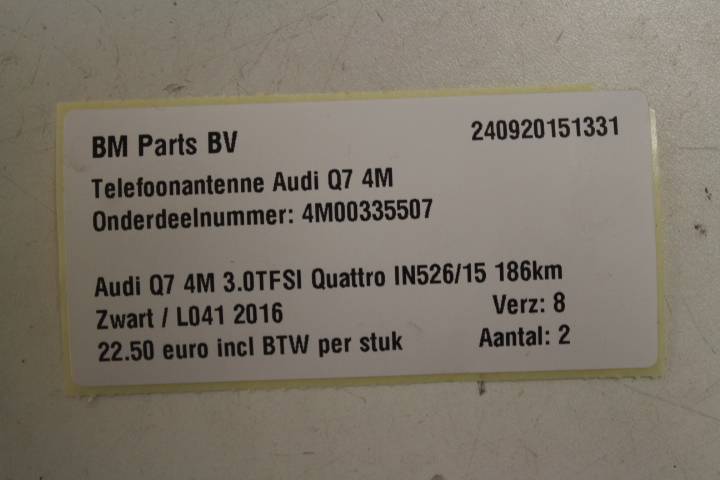 BM Parts BV 240920151331
Telefoonantenne Audi Q7 4M
Onderdeelnummer: 4M00335507
Audi Q7 4M 3.0TFSI Quattro IN526/15 186km
Zwart / L041 2016 Verz: 8
22.50 euro incl BTW per stuk Aantal: 2